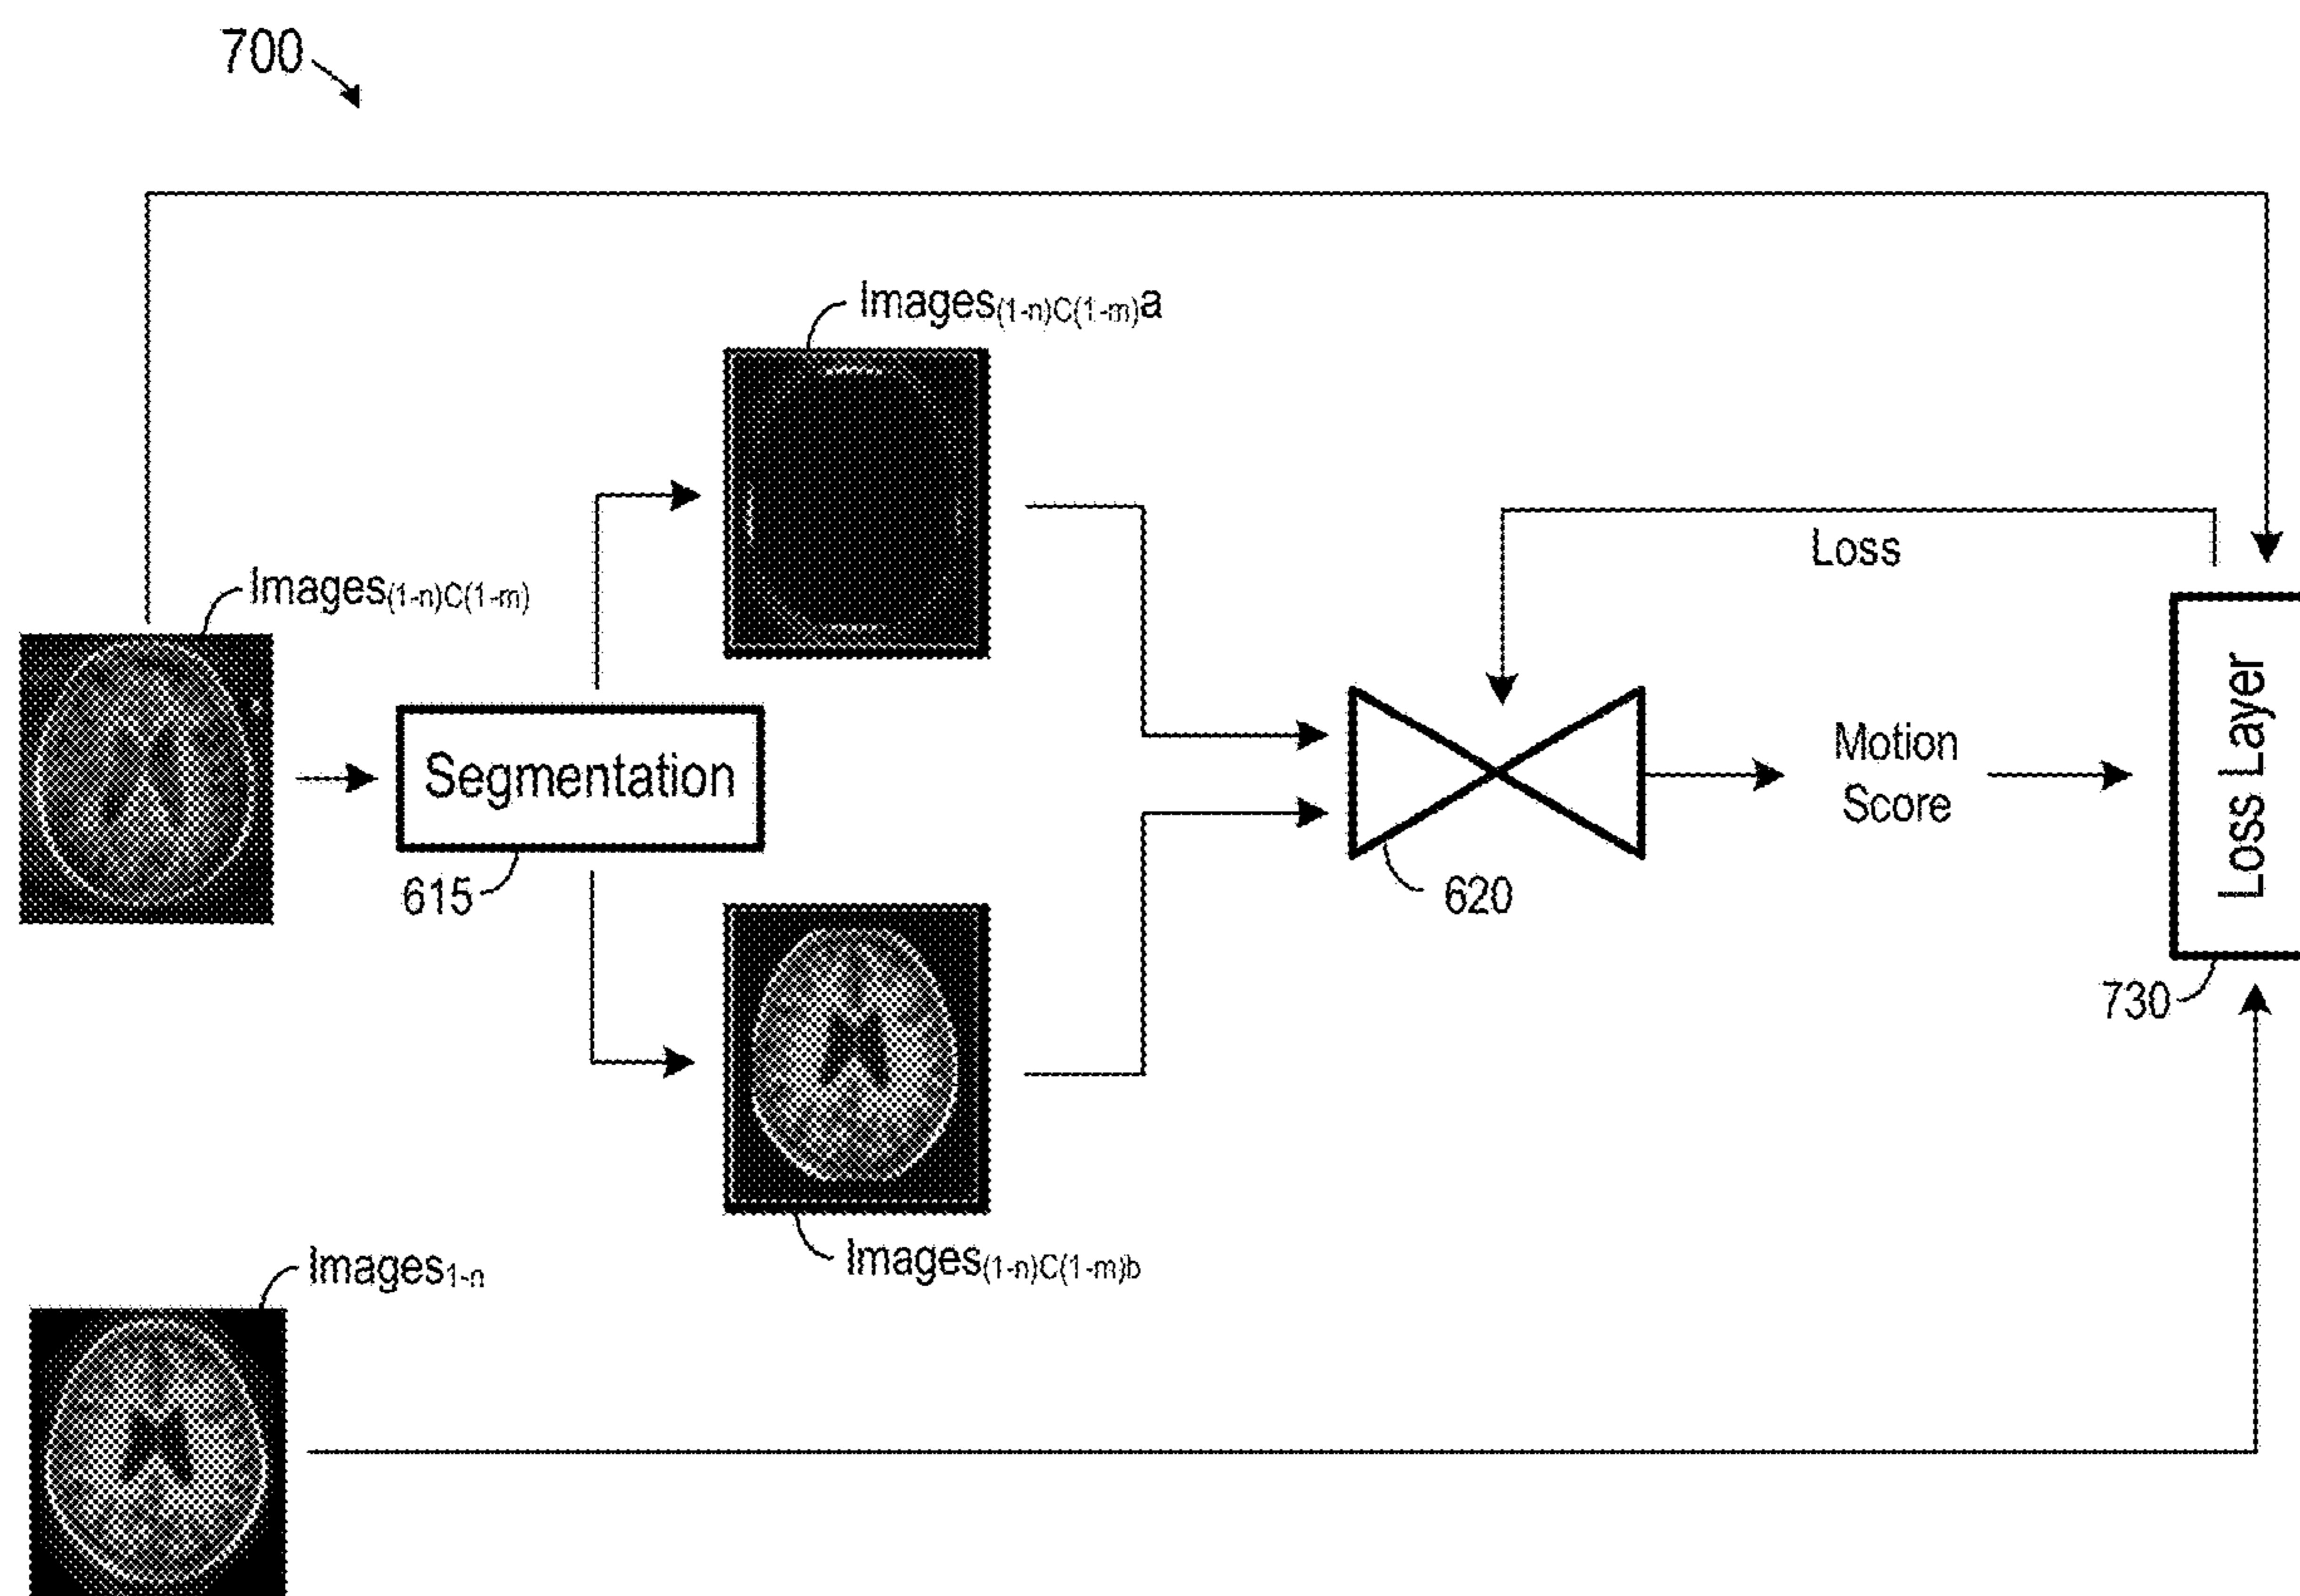 700
Images(1-n)C(1-m)a
Loss
Images(1-n)C(1-m)
Segmentation
Motion
Score
Loss Layer
615
620
730
Images(1-n)C(1-m)b
Images1-n